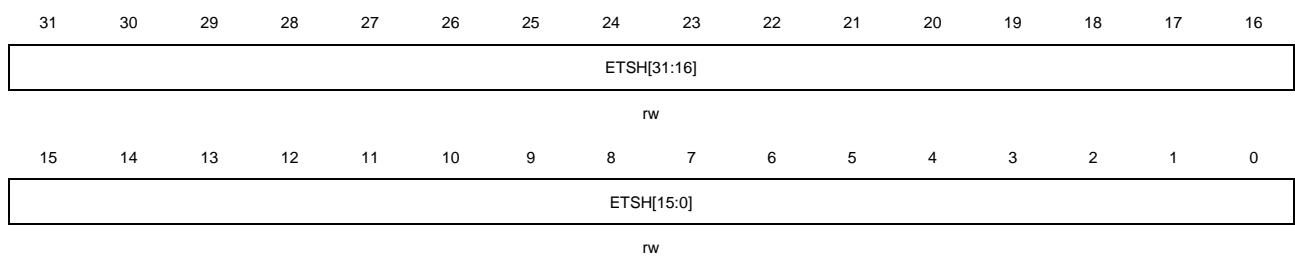 31 30 29 28 27 26 25 24 23 22 21 20 19 18 17 16
ETSH[31:16]
rw
15 14 13 12 11 10 9 8 7 6 5 4 3 2 1 0
ETSH[15:0]
rw